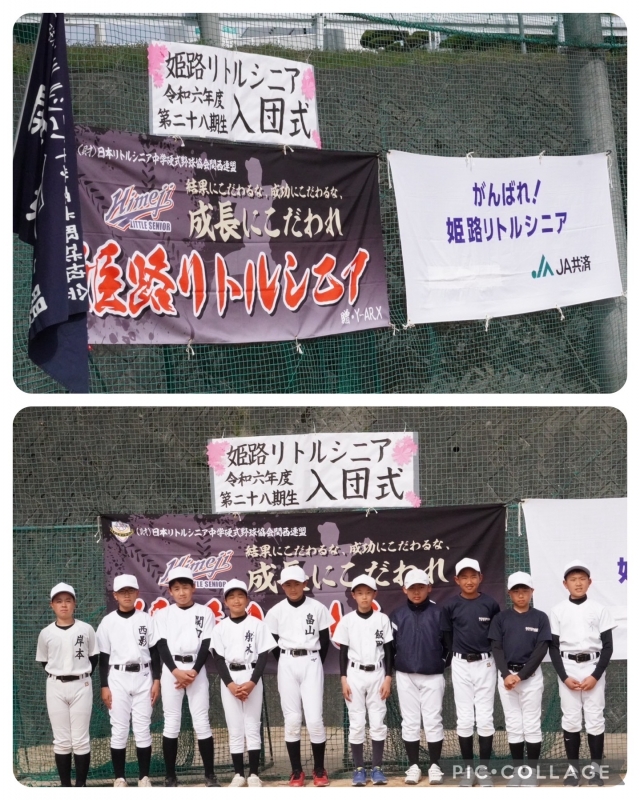 姫路リトルシニア
令和六年度
第二十八期生
入団式
(公財)日本リトルシニア中学硬式野球協会関西連盟
Himeji
LITTLE SENIOR
結果にこだわるな、成功にこだわるな、
成長にこだわれ
姫路リトルシニア
贈・Y-AR.X
がんばれ!
姫路リトルシニア
JA共済
姫路リトルシニア
令和六年度
第二十八期生
入団式
日本リトルシニア中学硬式野球協会関西連盟
Himeji
LITTLE SENIOR
結果にこだわるな、成功にこだわるな、
成長にこだわれ
岸本
西影
畠山
飯田
PIC•COLLAGE